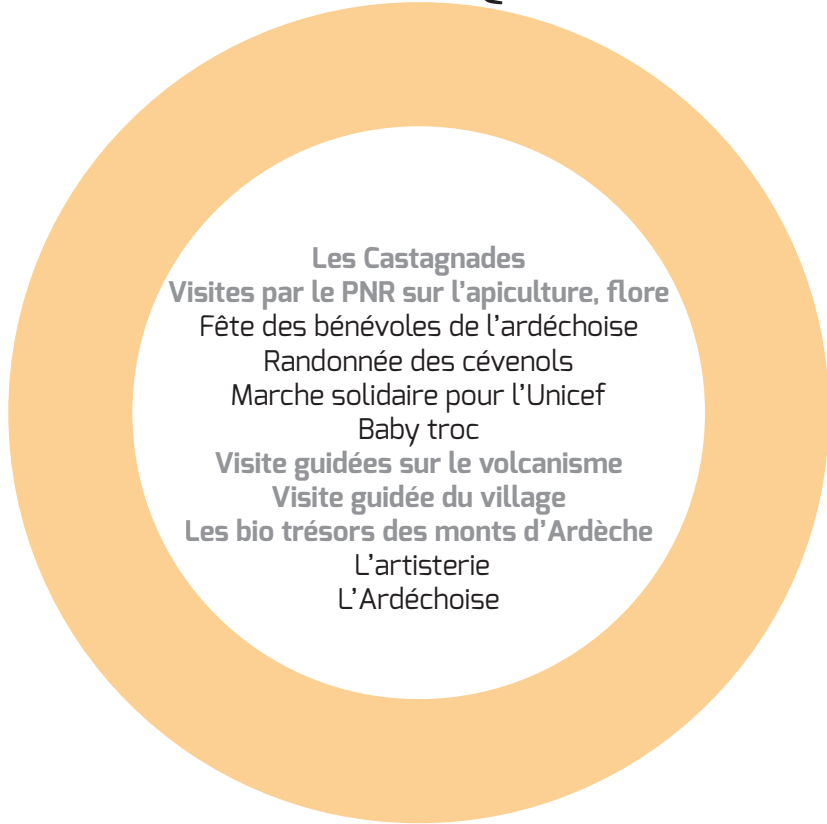 Les Castagnades
Visites par le PNR sur l’apiculture, flore
Fête des bénévoles de l’ardéchoise
Randonnée des cévenols
Marche solidaire pour l’Unicef
Baby troc
Visite guidées sur le volcanisme
Visite guidée du village
Les bio trésors des monts d’Ardèche
L’artisterie
L’Ardéchoise